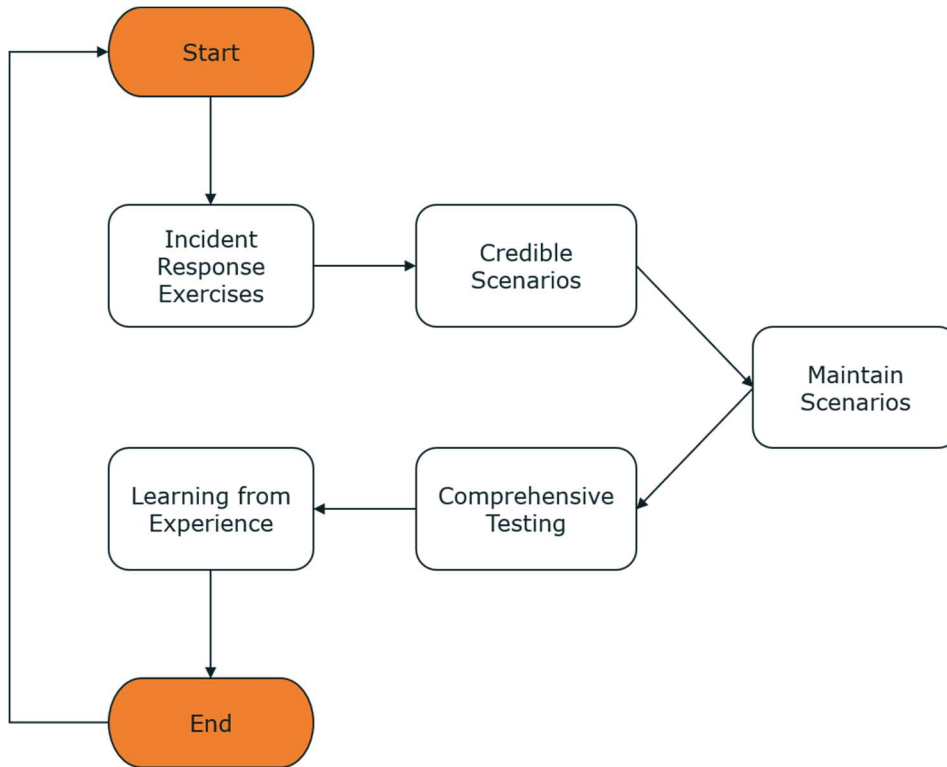 Start
Incident
Response
Exercises
Credible
Scenarios
Maintain
Scenarios
Comprehensive
Testing
Learning from
Experience
End